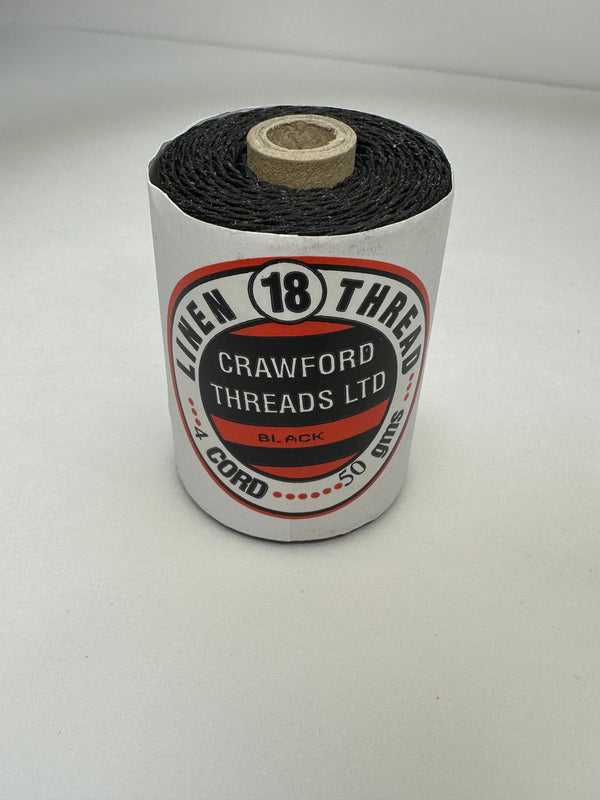 LINEN 18 THREAD
CRAWFORD
THREADS LTD
BLACK
4 CORD ...... 50 gms